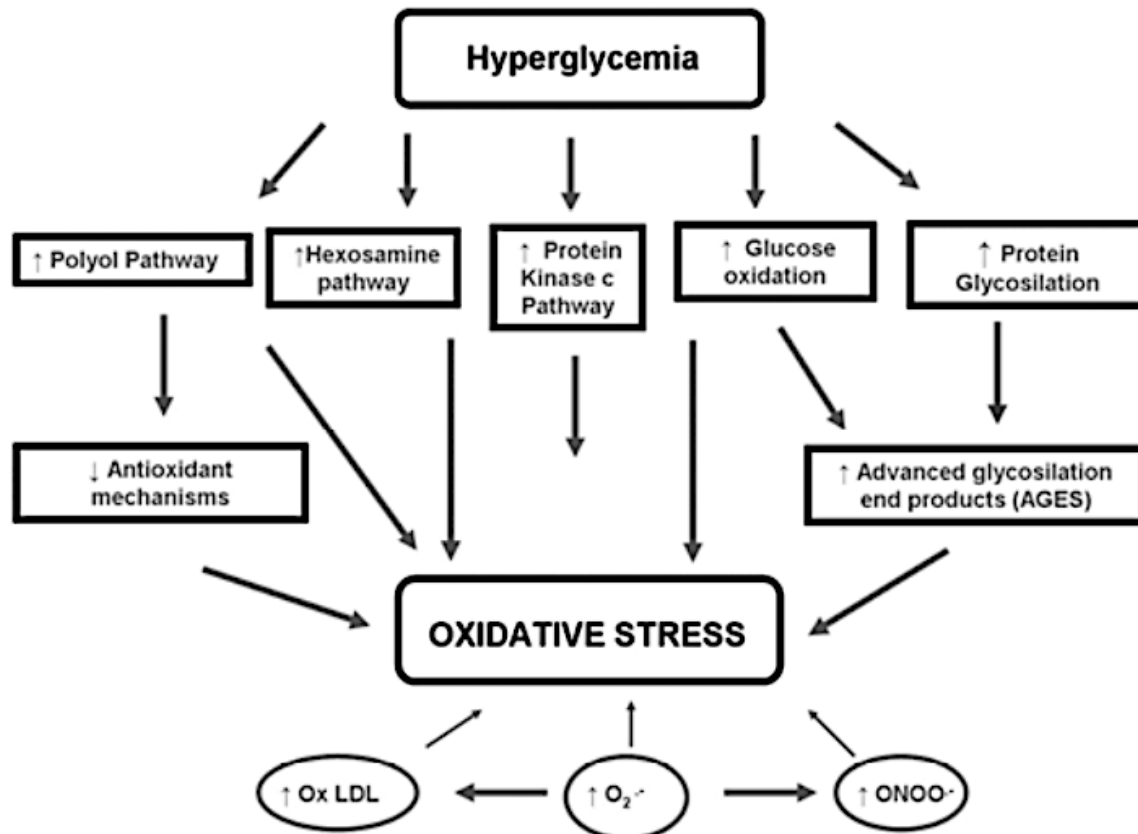 Hyperglycemia
↑ Polyol Pathway
↑Hexosamine
pathway
↑ Protein
Kinase c
Pathway
↑ Glucose
oxidation
↑ Protein
Glycosilation
↓ Antioxidant
mechanisms
↑ Advanced glycosilation
end products (AGES)
OXIDATIVE STRESS
↑ Ox LDL
↑ O₂·-
↑ ONOO·-